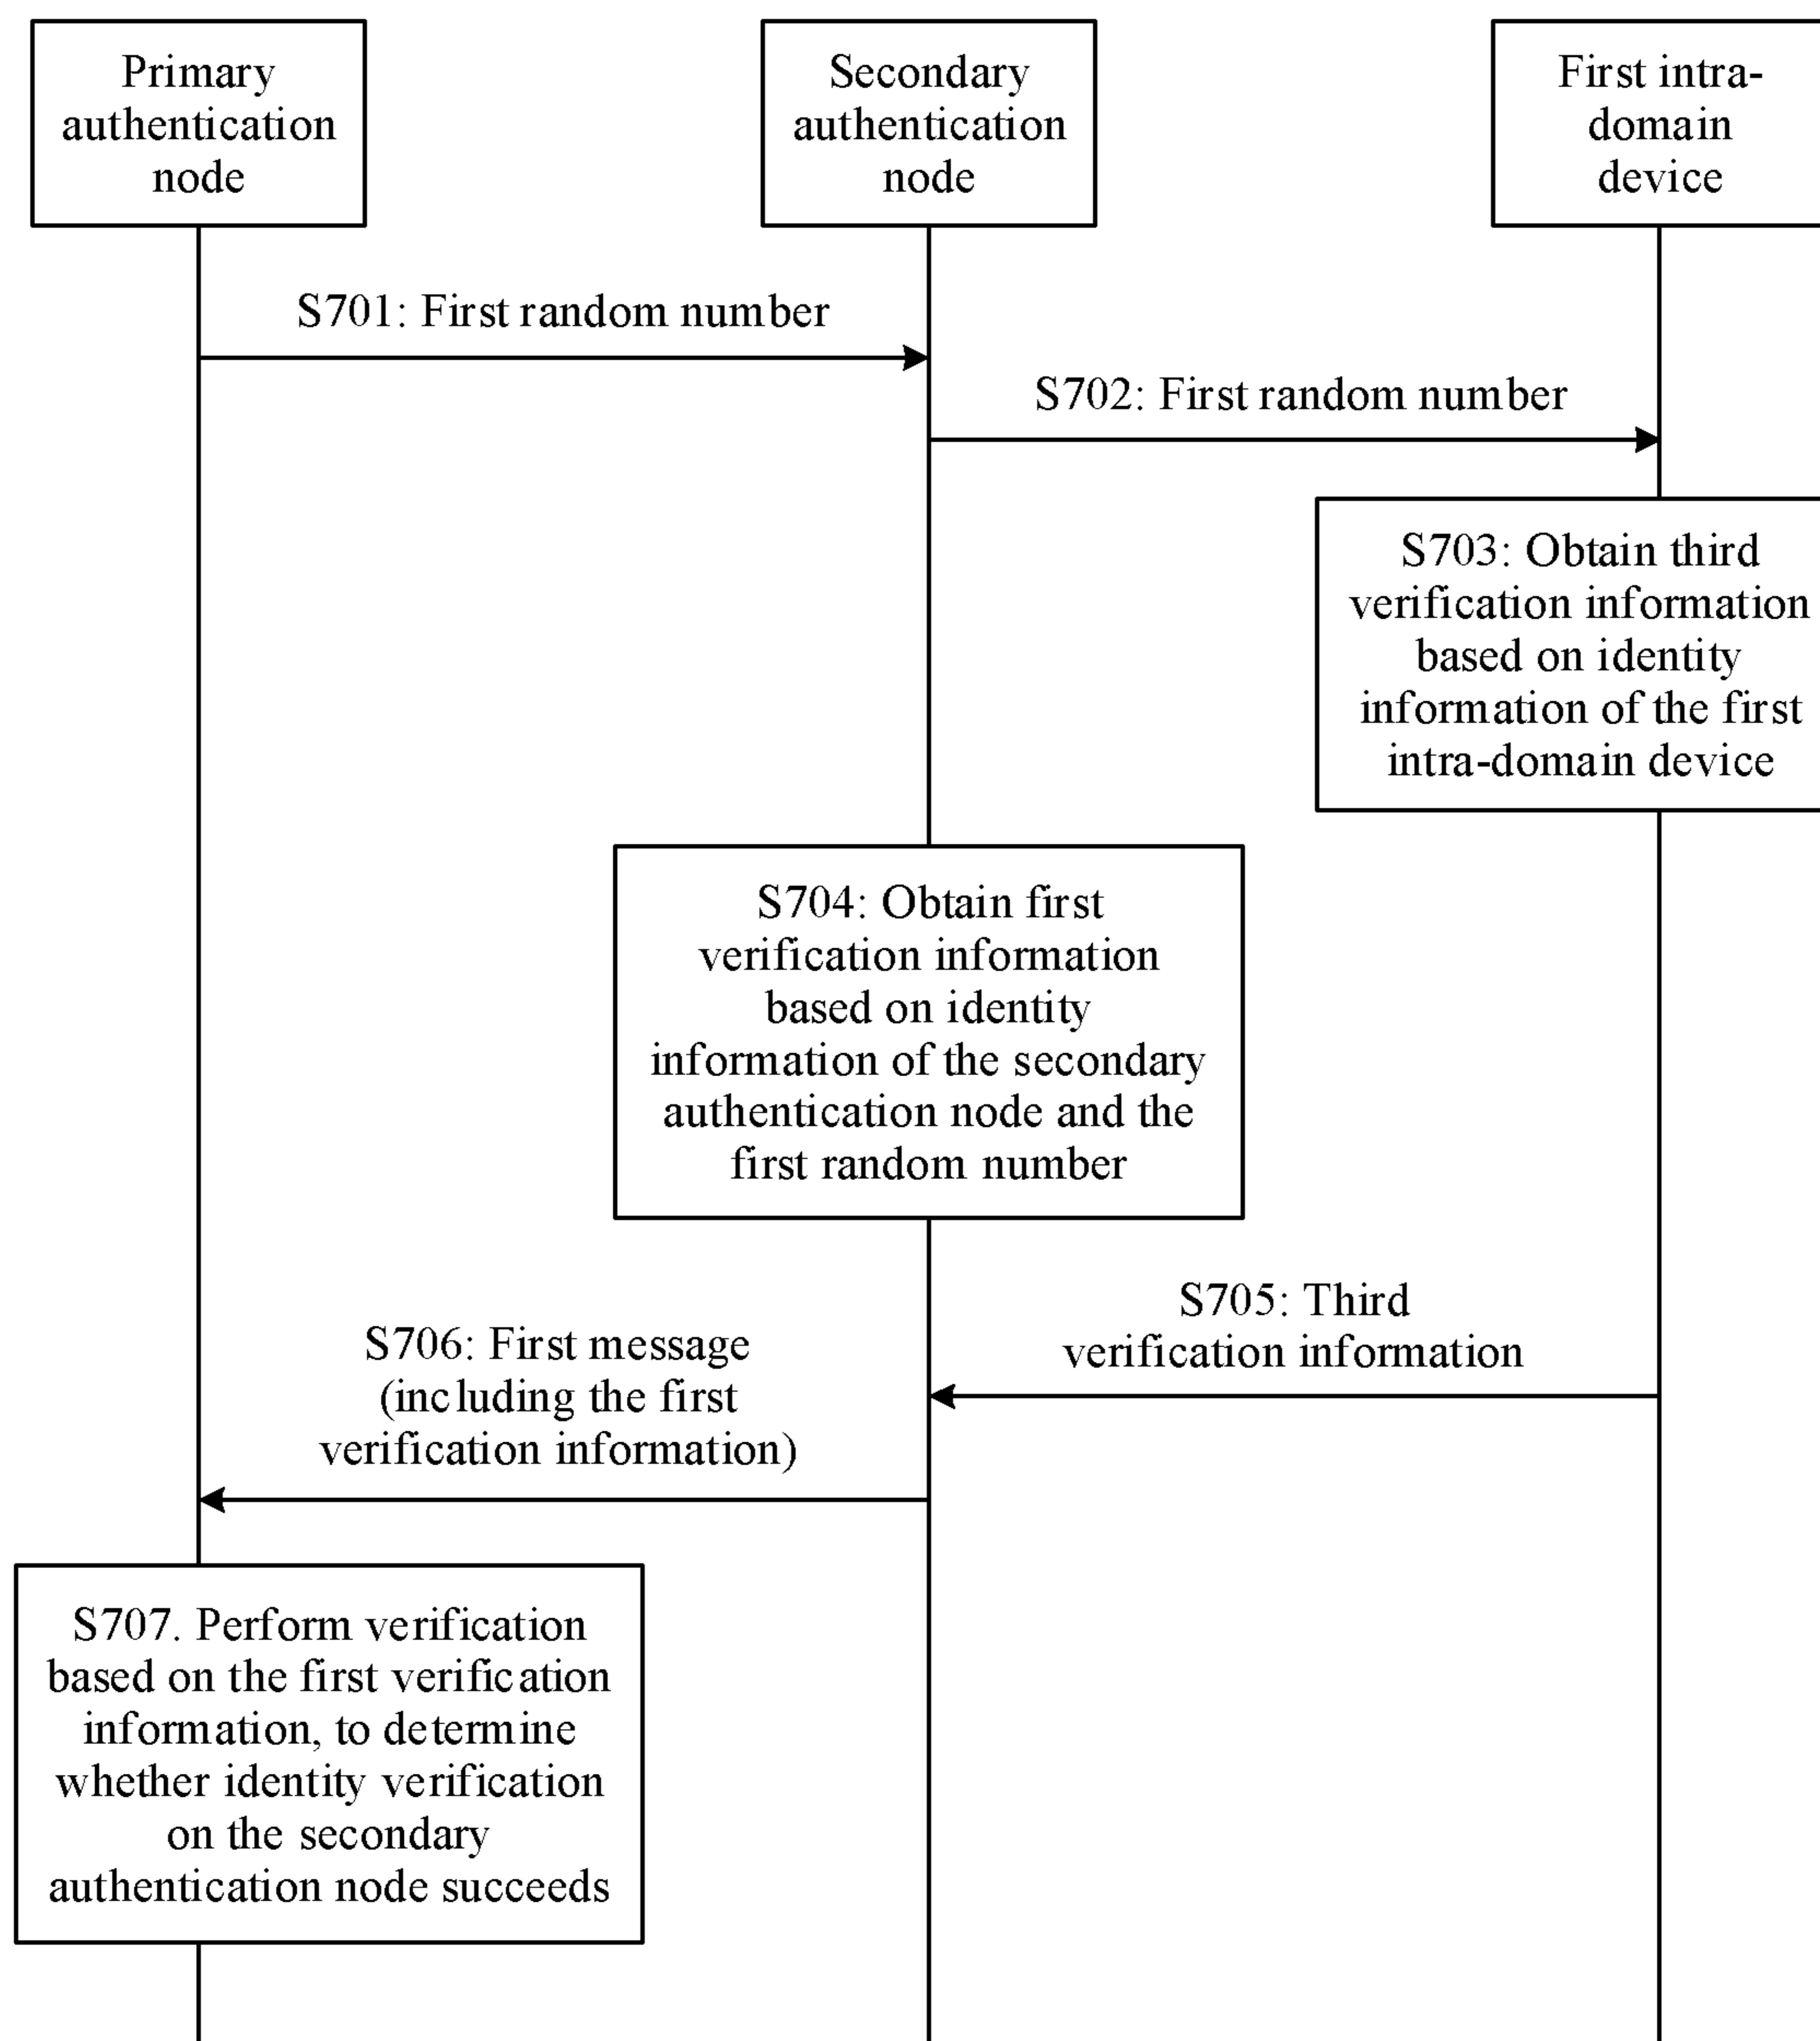 Primary
authentication
node
Secondary
authentication
node
First intra-
domain
device
S701: First random number
S702: First random number
S703: Obtain third
verification information
based on identity
information of the first
intra-domain device
S704: Obtain first
verification information
based on identity
information of the secondary
authentication node and the
first random number
S705: Third
verification information
S706: First message
(including the first
verification information)
S707. Perform verification
based on the first verification
information, to determine
whether identity verification
on the secondary
authentication node succeeds